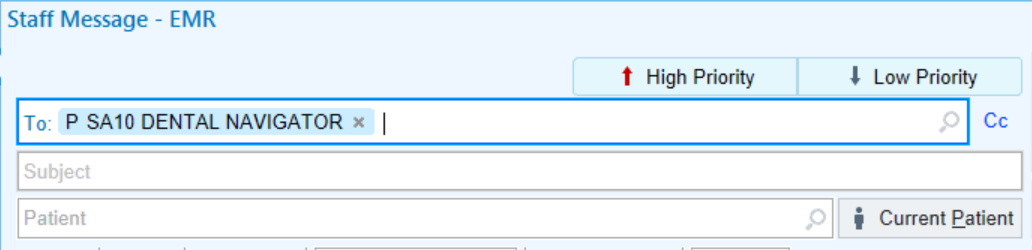 Staff Message - EMR
High Priority Low Priority
To: P SA10 DENTAL NAVIGATOR × Cc
Subject
Patient Current Patient